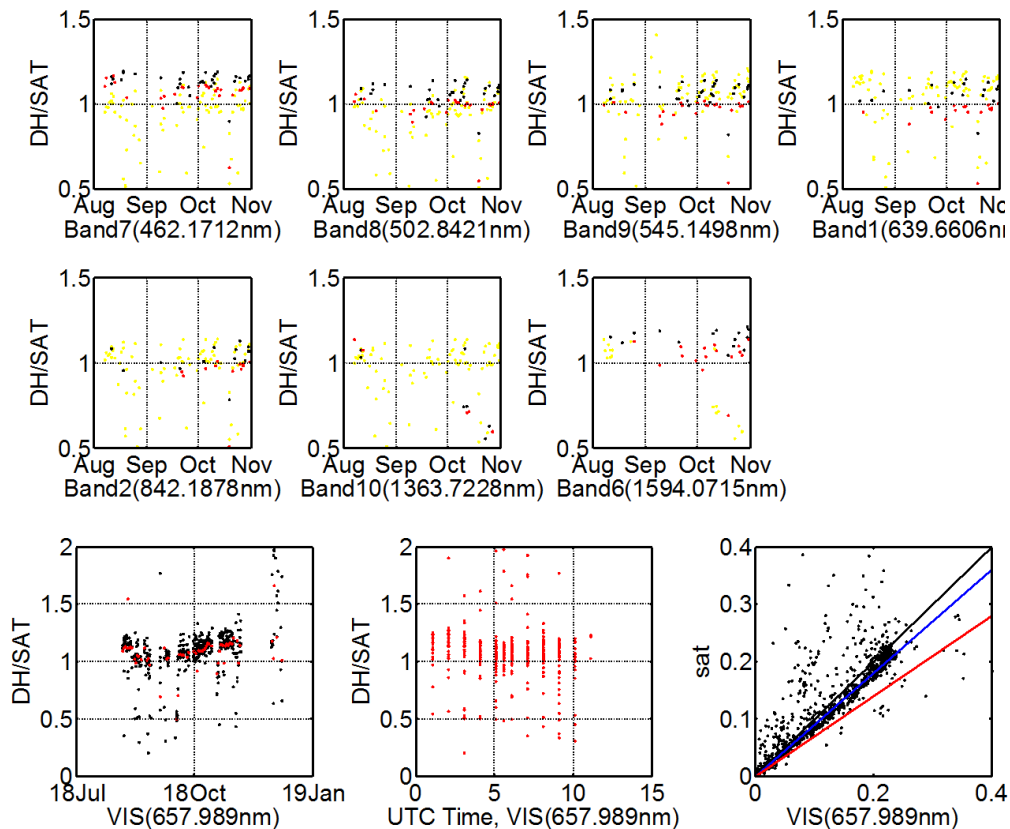 1.5 1.5 1.5 1.5
DH/SAT DH/SAT DH/SAT DH/SAT
1 1 1 1
0.5 0.5 0.5 0.5
Aug Sep Oct Nov Aug Sep Oct Nov Aug Sep Oct Nov Aug Sep Oct Nov
Band7(462.1712nm) Band8(502.8421nm) Band9(545.1498nm) Band1(639.6606n
1.5 1.5 1.5
DH/SAT DH/SAT DH/SAT
1 1 1
0.5 0.5 0.5
Aug Sep Oct Nov Aug Sep Oct Nov Aug Sep Oct Nov
Band2(842.1878nm) Band10(1363.7228nm) Band6(1594.0715nm)
2 2 0.4
1.5 1.5 0.3
DH/SAT DH/SAT sat
1 1 0.2
0.5 0.5 0.1
0 0 0
18Jul 18Oct 19Jan 0 5 10 15 0 0.2 0.4
VIS(657.989nm) UTC Time, VIS(657.989nm) VIS(657.989nm)